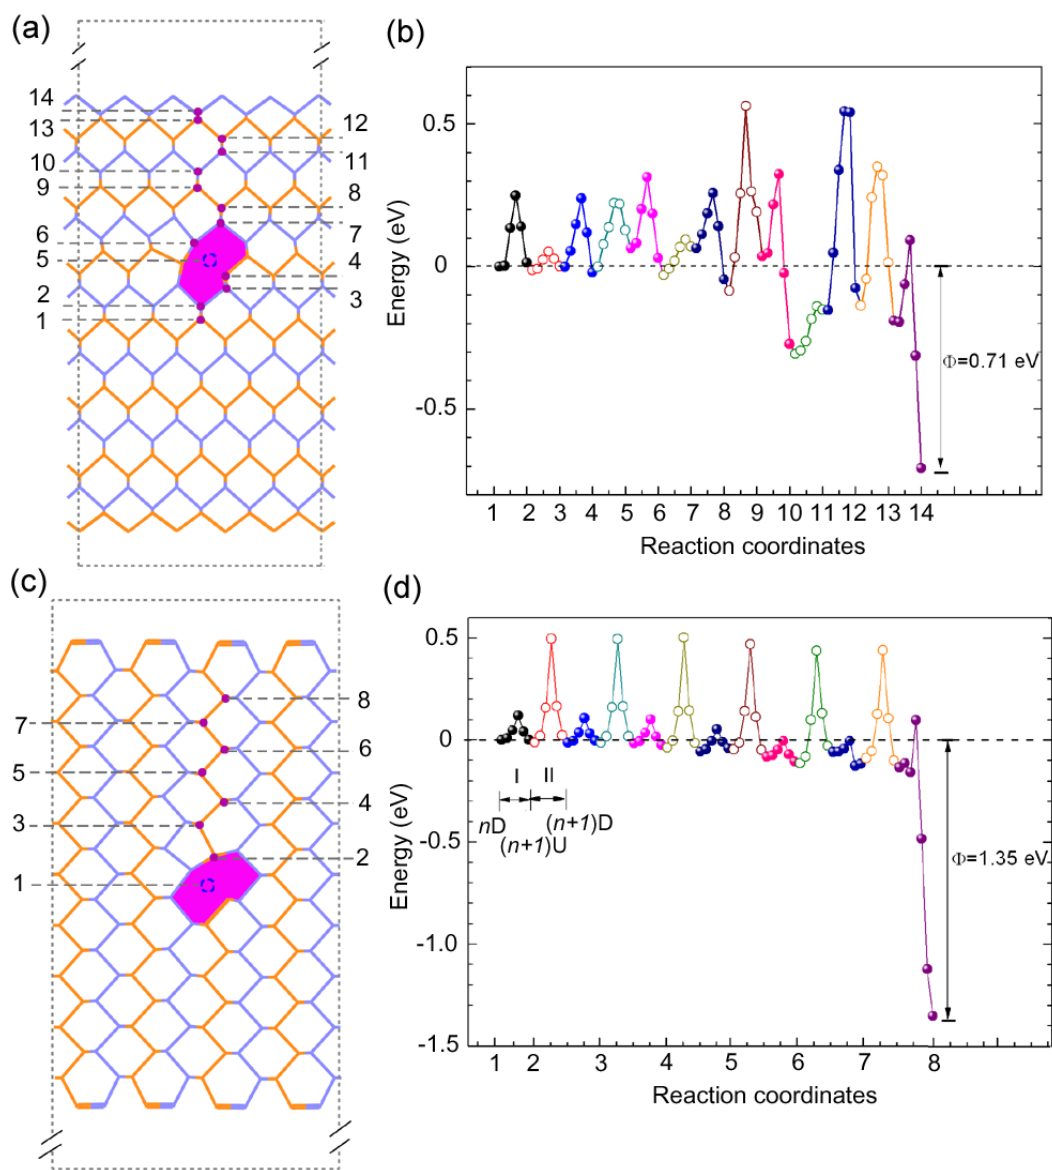 (a)
14
13
12
10
11
9
8
6
7
5
4
2
3
1
(b)
0.5
0
-0.5
Energy (eV)
Φ=0.71 eV
1 2 3 4 5 6 7 8 9 10 11 12 13 14
Reaction coordinates
(c)
8
7
6
5
4
3
2
1
(d)
0.5
0
-0.5
-1.0
-1.5
Energy (eV)
I II
nD (n+1)D
(n+1)U
Φ=1.35 eV
1 2 3 4 5 6 7 8
Reaction coordinates